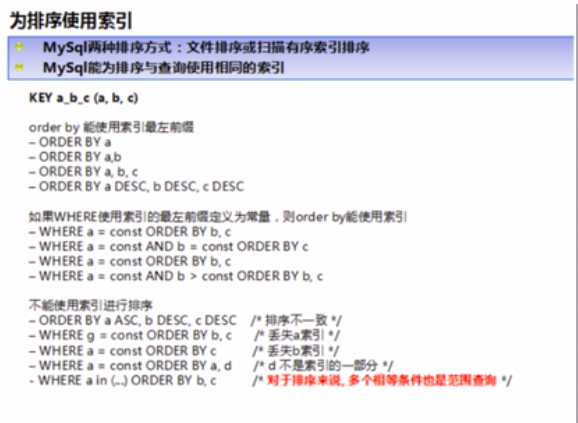 为排序使用索引
MySql两种排序方式：文件排序或扫描有序索引排序
MySql能为排序与查询使用相同的索引
KEY a_b_c (a, b, c)
order by 能使用索引最左前缀
– ORDER BY a
– ORDER BY a,b
– ORDER BY a, b, c
– ORDER BY a DESC, b DESC, c DESC
如果WHERE使用索引的最左前缀定义为常量，则order by能使用索引
– WHERE a = const ORDER BY b, c
– WHERE a = const AND b = const ORDER BY c
– WHERE a = const ORDER BY b, c
– WHERE a = const AND b > const ORDER BY b, c
不能使用索引进行排序
– ORDER BY a ASC, b DESC, c DESC /* 排序不一致 */
– WHERE g = const ORDER BY b, c /* 丢失a索引 */
– WHERE a = const ORDER BY c /* 丢失b索引 */
– WHERE a = const ORDER BY a, d /* d 不是索引的一部分 */
- WHERE a in (...) ORDER BY b, c /* 对于排序来说, 多个相等条件也是范围查询 */